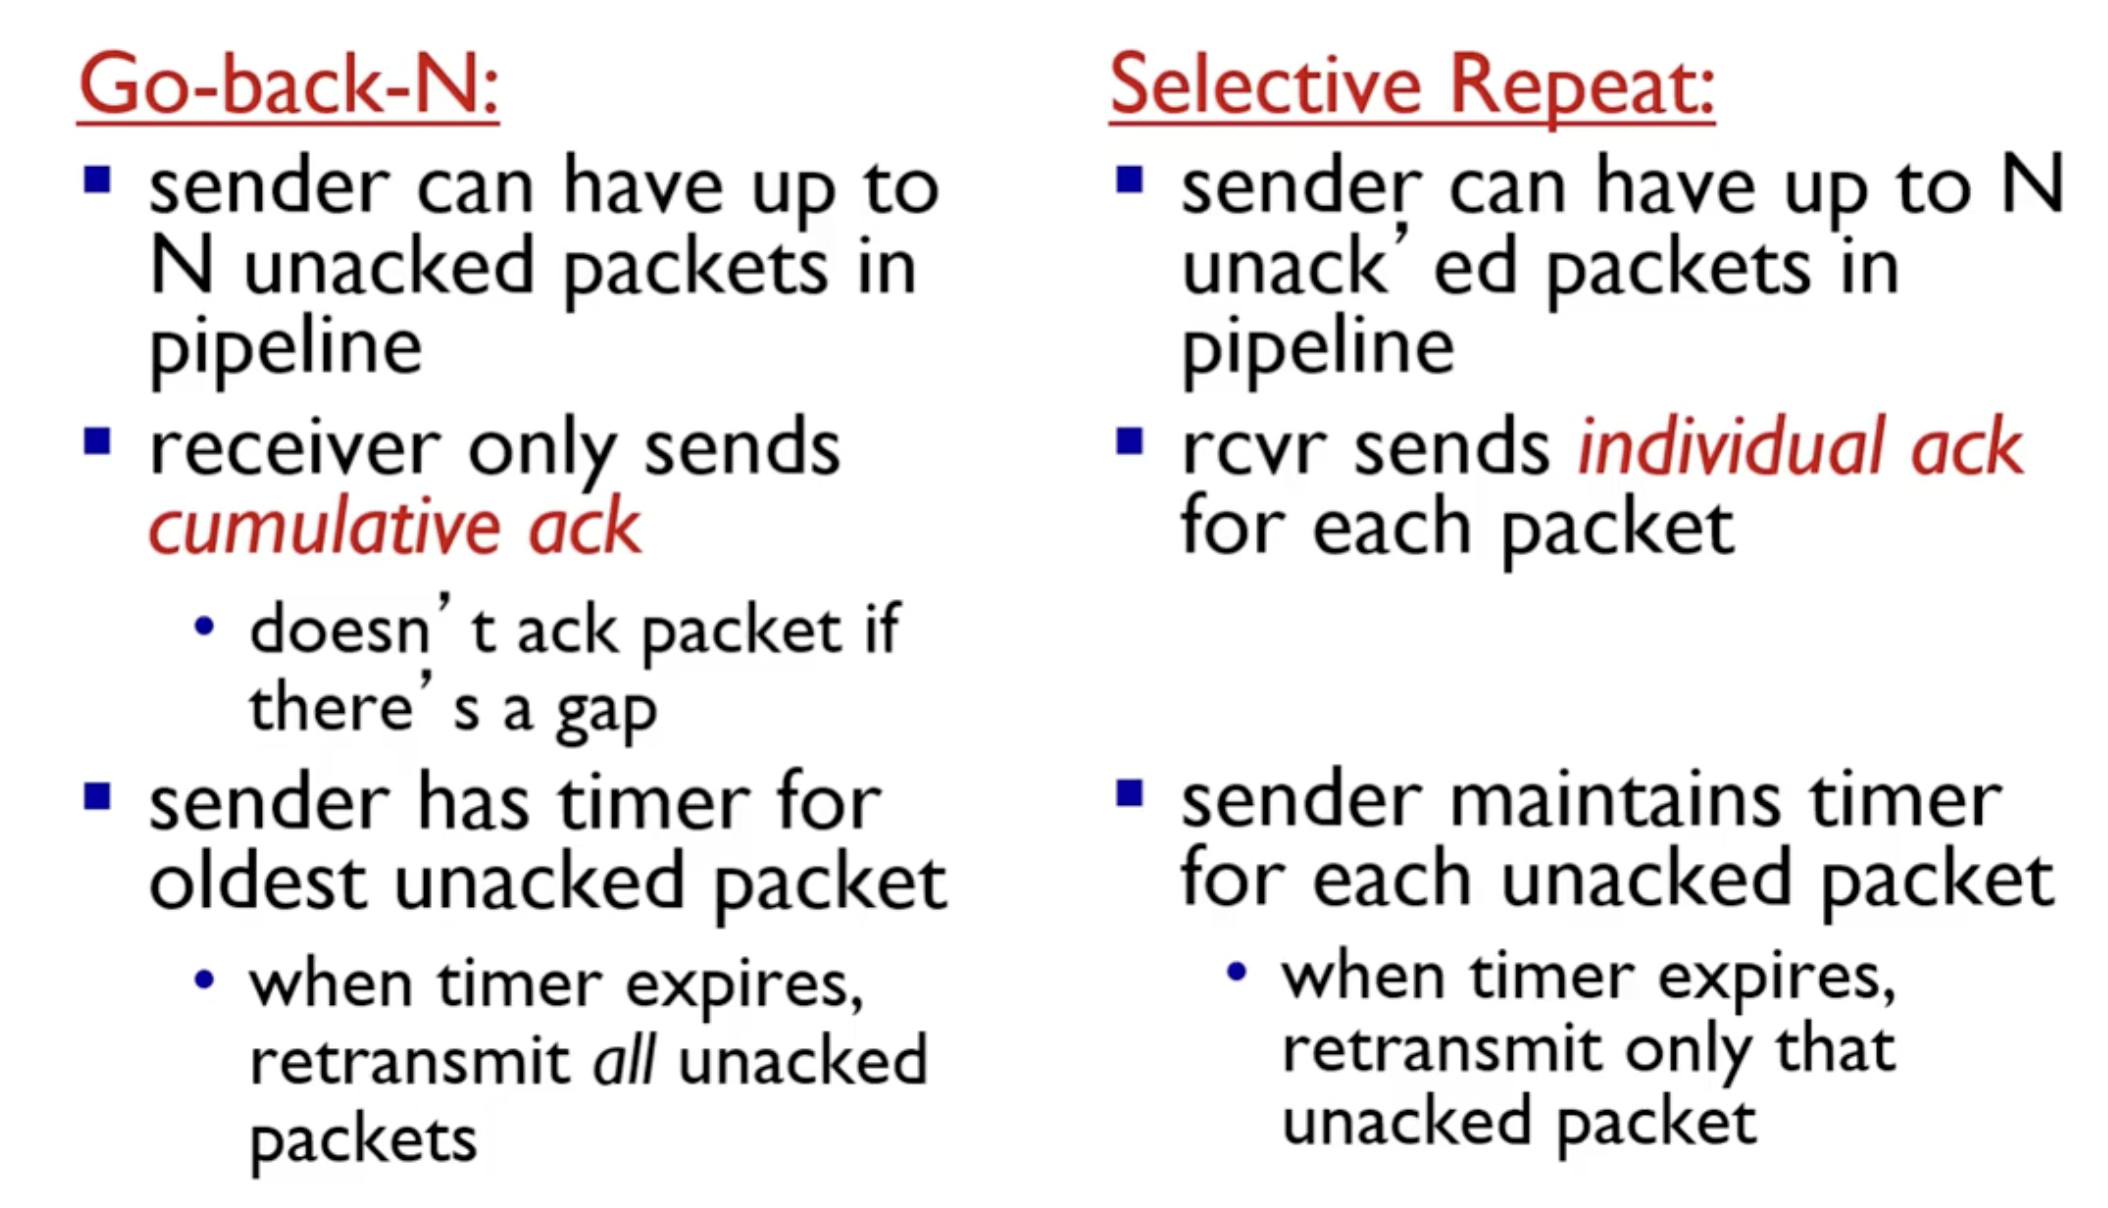 Go-back-N:
sender can have up to
N unacked packets in
pipeline
receiver only sends
cumulative ack
doesn’ t ack packet if
there’ s a gap
sender has timer for
oldest unacked packet
when timer expires,
retransmit all unacked
packets
Selective Repeat:
sender can have up to N
unack’ ed packets in
pipeline
rcvr sends individual ack
for each packet
sender maintains timer
for each unacked packet
when timer expires,
retransmit only that
unacked packet